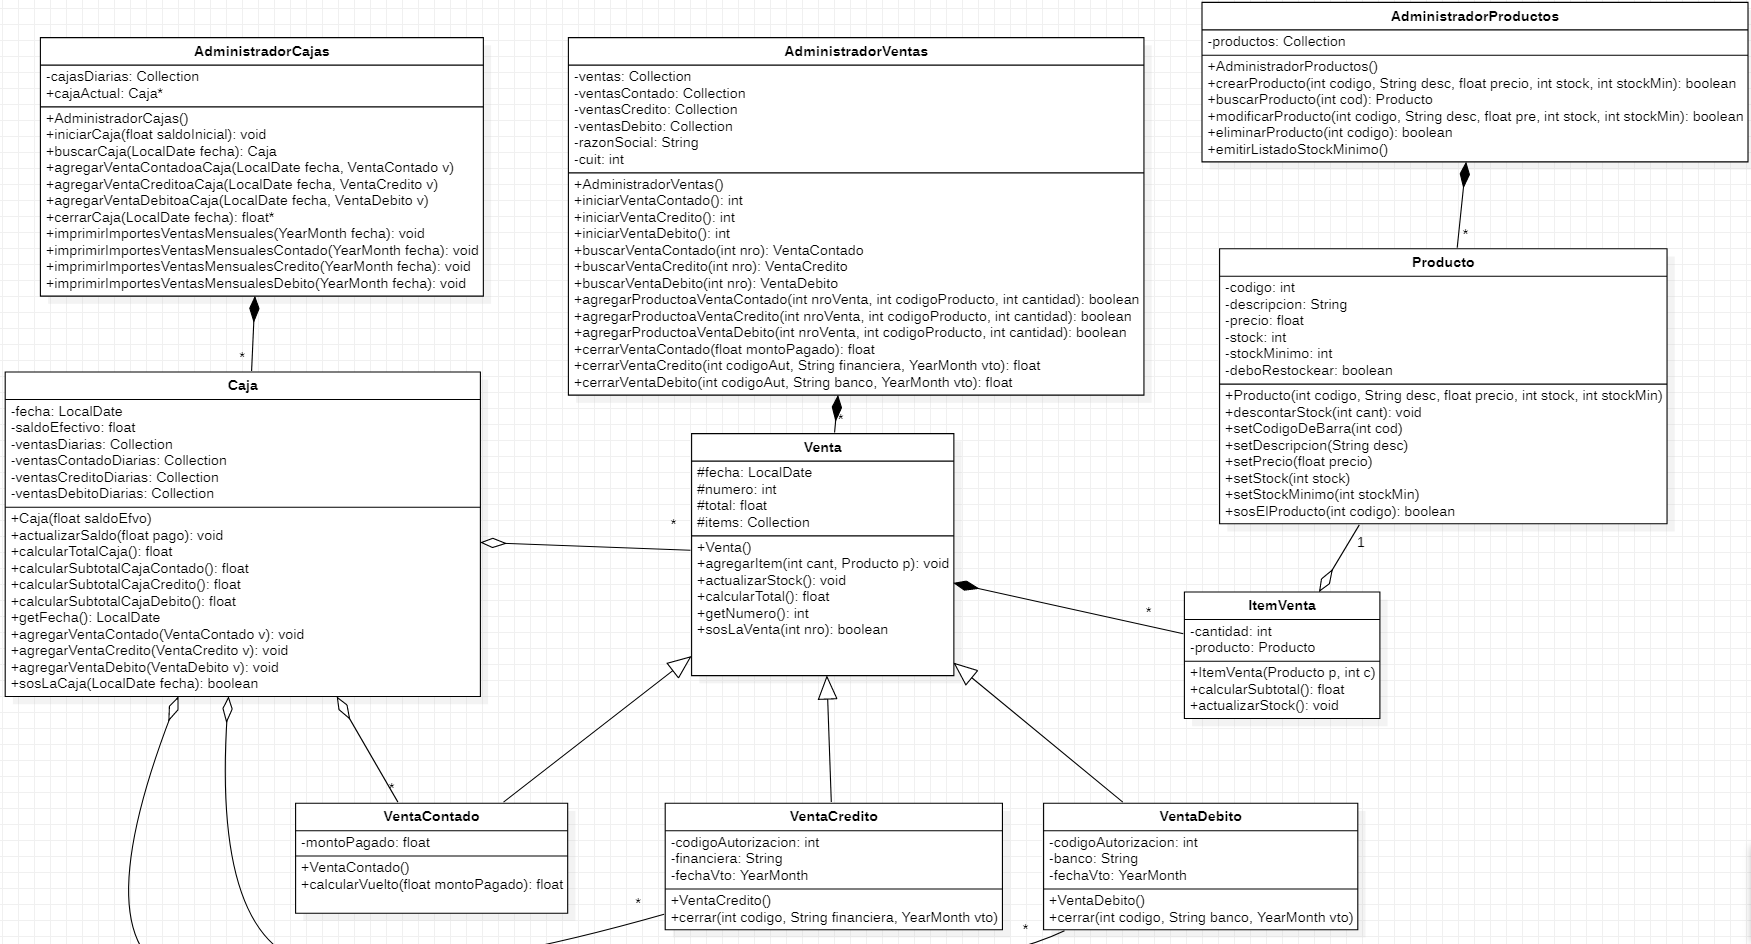 AdministradorCajas
-cajasDiarias: Collection
+cajaActual: Caja*
+AdministradorCajas()
+iniciarCaja(float saldoInicial): void
+buscarCaja(LocalDate fecha): Caja
+agregarVentaContadoaCaja(LocalDate fecha, VentaContado v)
+agregarVentaCreditoaCaja(LocalDate fecha, VentaCredito v)
+agregarVentaDebitoaCaja(LocalDate fecha, VentaDebito v)
+cerrarCaja(LocalDate fecha): float*
+imprimirImportesVentasMensuales(YearMonth fecha): void
+imprimirImportesVentasMensualesContado(YearMonth fecha): void
+imprimirImportesVentasMensualesCredito(YearMonth fecha): void
+imprimirImportesVentasMensualesDebito(YearMonth fecha): void
*
AdministradorVentas
-ventas: Collection
-ventasContado: Collection
-ventasCredito: Collection
-ventasDebito: Collection
-razonSocial: String
-cuit: int
+AdministradorVentas()
+iniciarVentaContado(): int
+iniciarVentaCredito(): int
+iniciarVentaDebito(): int
+buscarVentaContado(int nro): VentaContado
+buscarVentaCredito(int nro): VentaCredito
+buscarVentaDebito(int nro): VentaDebito
+agregarProductoaVentaContado(int nroVenta, int codigoProducto, int cantidad): boolean
+agregarProductoaVentaCredito(int nroVenta, int codigoProducto, int cantidad): boolean
+agregarProductoaVentaDebito(int nroVenta, int codigoProducto, int cantidad): boolean
+cerrarVentaContado(float montoPagado): float
+cerrarVentaCredito(int codigoAut, String financiera, YearMonth vto): float
+cerrarVentaDebito(int codigoAut, String banco, YearMonth vto): float
*
AdministradorProductos
-productos: Collection
+AdministradorProductos()
+crearProducto(int codigo, String desc, float precio, int stock, int stockMin): boolean
+buscarProducto(int cod): Producto
+modificarProducto(int codigo, String desc, float pre, int stock, int stockMin): boolean
+eliminarProducto(int codigo): boolean
+emitirListadoStockMinimo()
*
Producto
-codigo: int
-descripcion: String
-precio: float
-stock: int
-stockMinimo: int
-deboRestockear: boolean
+Producto(int codigo, String desc, float precio, int stock, int stockMin)
+descontarStock(int cant): void
+setCodigoDeBarra(int cod)
+setDescripcion(String desc)
+setPrecio(float precio)
+setStock(int stock)
+setStockMinimo(int stockMin)
+sosElProducto(int codigo): boolean
1
Caja
-fecha: LocalDate
-saldoEfectivo: float
-ventasDiarias: Collection
-ventasContadoDiarias: Collection
-ventasCreditoDiarias: Collection
-ventasDebitoDiarias: Collection
+Caja(float saldoEfvo)
+actualizarSaldo(float pago): void
+calcularTotalCaja(): float
+calcularSubtotalCajaContado(): float
+calcularSubtotalCajaCredito(): float
+calcularSubtotalCajaDebito(): float
+getFecha(): LocalDate
+agregarVentaContado(VentaContado v): void
+agregarVentaCredito(VentaCredito v): void
+agregarVentaDebito(VentaDebito v): void
+sosLaCaja(LocalDate fecha): boolean
*
Venta
#fecha: LocalDate
#numero: int
#total: float
#items: Collection
+Venta()
+agregarItem(int cant, Producto p): void
+actualizarStock(): void
+calcularTotal(): float
+getNumero(): int
+sosLaVenta(int nro): boolean
*
ItemVenta
-cantidad: int
-producto: Producto
+ItemVenta(Producto p, int c)
+calcularSubtotal(): float
+actualizarStock(): void
*
VentaContado
-montoPagado: float
+VentaContado()
+calcularVuelto(float montoPagado): float
*
VentaCredito
-codigoAutorizacion: int
-financiera: String
-fechaVto: YearMonth
+VentaCredito()
+cerrar(int codigo, String financiera, YearMonth vto)
*
VentaDebito
-codigoAutorizacion: int
-banco: String
-fechaVto: YearMonth
+VentaDebito()
+cerrar(int codigo, String banco, YearMonth vto)
*